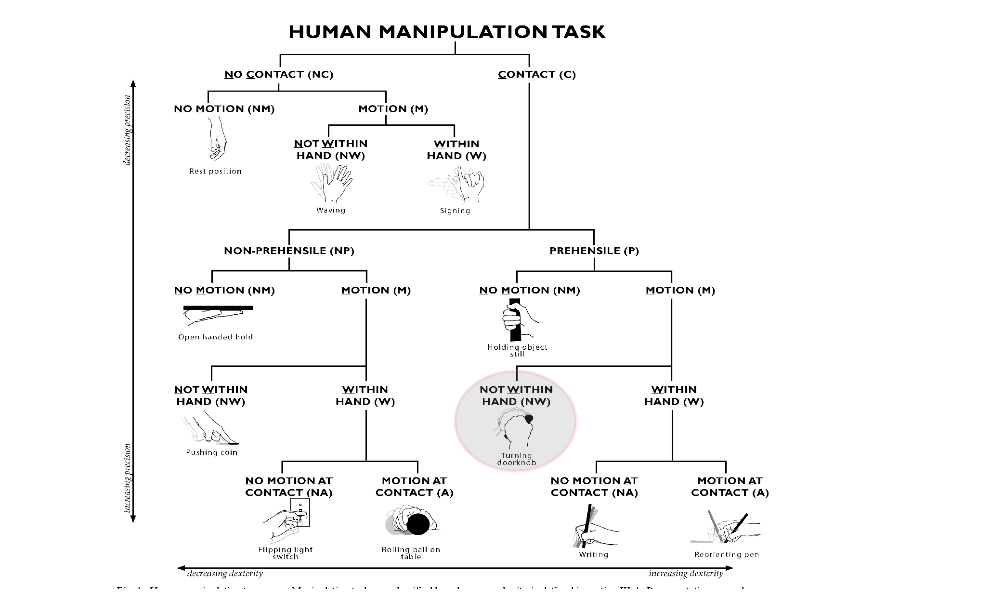 HUMAN MANIPULATION TASK
NO CONTACT (NC)
CONTACT (C)
decreasing precision
NO MOTION (NM)
MOTION (M)
Rest position
NOT WITHIN
HAND (NW)
WITHIN
HAND (W)
Waving
Signing
NON-PREHENSILE (NP)
PREHENSILE (P)
NO MOTION (NM)
MOTION (M)
NO MOTION (NM)
MOTION (M)
Open handed hold
Holding object
still
NOT WITHIN
HAND (NW)
WITHIN
HAND (W)
NOT WITHIN
HAND (NW)
WITHIN
HAND (W)
Pushing coin
Turning
doorknob
increasing precision
NO MOTION AT
CONTACT (NA)
MOTION AT
CONTACT (A)
NO MOTION AT
CONTACT (NA)
MOTION AT
CONTACT (A)
Flipping light
switch
Rolling ball on
table
Writing
Reorienting pen
decreasing dexterity
increasing dexterity